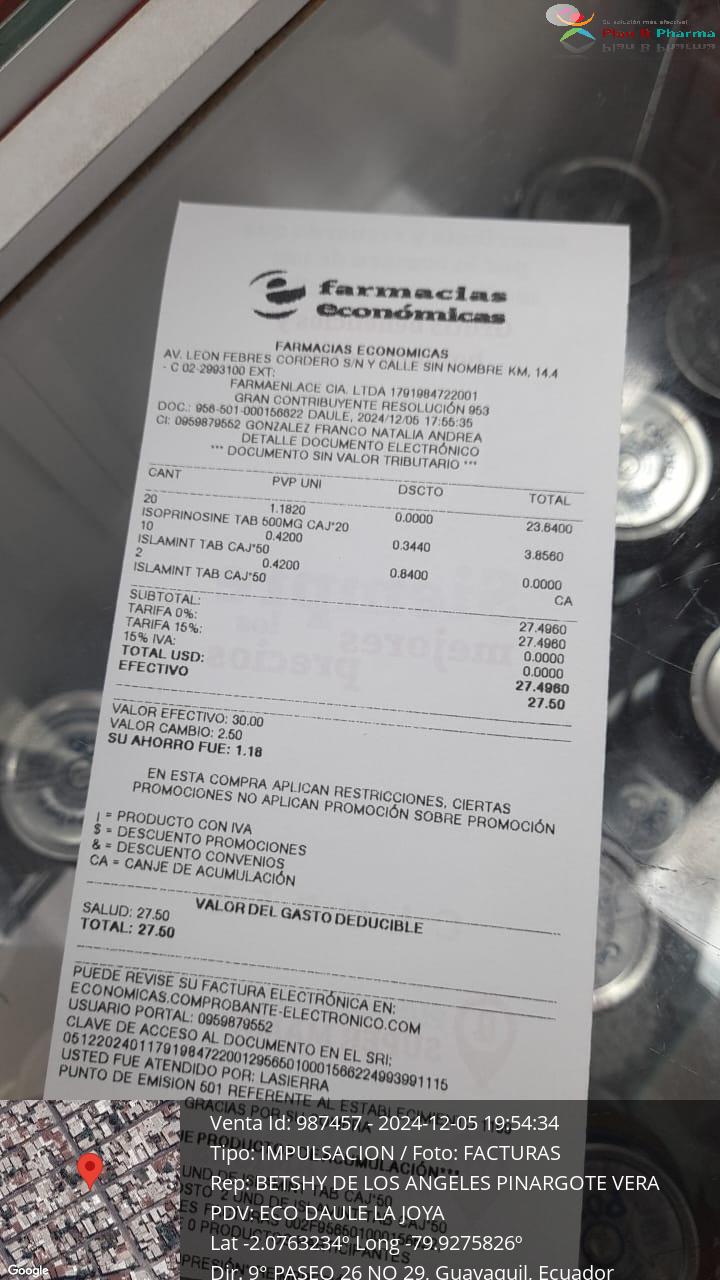 Su solución más efectiva!
Plan B Pharma
farmacias
económicas
FARMACIAS ECONOMICAS
AV. LEON FEBRES CORDERO S/N Y CALLE SIN NOMBRE KM, 14.4
- C 02-2993100 EXT:
FARMAENLACE CIA. LTDA 1791984722001
GRAN CONTRIBUYENTE RESOLUCIÓN 953
DOC.: 956-501-000156622 DAULE, 2024/12/05 17:55:35
CI: 0959879552 GONZALEZ FRANCO NATALIA ANDREA
DETALLE DOCUMENTO ELECTRÓNICO
*** DOCUMENTO SIN VALOR TRIBUTARIO ***
CANT PVP UNI DSCTO TOTAL
20 1.1820 0.0000 23.6400
ISOPRINOSINE TAB 500MG CAJ*20
10 0.4200 0.3440 3.8560
ISLAMINT TAB CAJ*50
2 0.4200 0.8400 0.0000
ISLAMINT TAB CAJ*50 CA
SUBTOTAL: 27.4960
TARIFA 0%: 27.4960
TARIFA 15%: 0.0000
15% IVA: 0.0000
TOTAL USD: 27.4960
EFECTIVO 27.50
VALOR EFECTIVO: 30.00
VALOR CAMBIO: 2.50
SU AHORRO FUE: 1.18
EN ESTA COMPRA APLICAN RESTRICCIONES, CIERTAS
PROMOCIONES NO APLICAN PROMOCIÓN SOBRE PROMOCIÓN
| = PRODUCTO CON IVA
$ = DESCUENTO PROMOCIONES
& = DESCUENTO CONVENIOS
CA = CANJE DE ACUMULACIÓN
VALOR DEL GASTO DEDUCIBLE
SALUD: 27.50
TOTAL: 27.50
PUEDE REVISE SU FACTURA ELECTRÓNICA EN:
ECONOMICAS.COMPROBANTE-ELECTRONICO.COM
USUARIO PORTAL: 0959879552
CLAVE DE ACCESO AL DOCUMENTO EN EL SRI:
0512202401179198472200129565010001566224993991115
USTED FUE ATENDIDO POR: LASIERRA
PUNTO DE EMISION 501 REFERENTE AL
GRACIAS POR
Venta Id: 987457 - 2024-12-05 19:54:34
Tipo: IMPULSACION / Foto: FACTURAS
Rep: BETSHY DE LOS ANGELES PINARGOTE VERA
PDV: ECO DAULE LA JOYA
Lat -2.0763234º Long -79.9275826º
Dir. 9º PASEO 26 NO 29, Guayaquil, Ecuador
Google